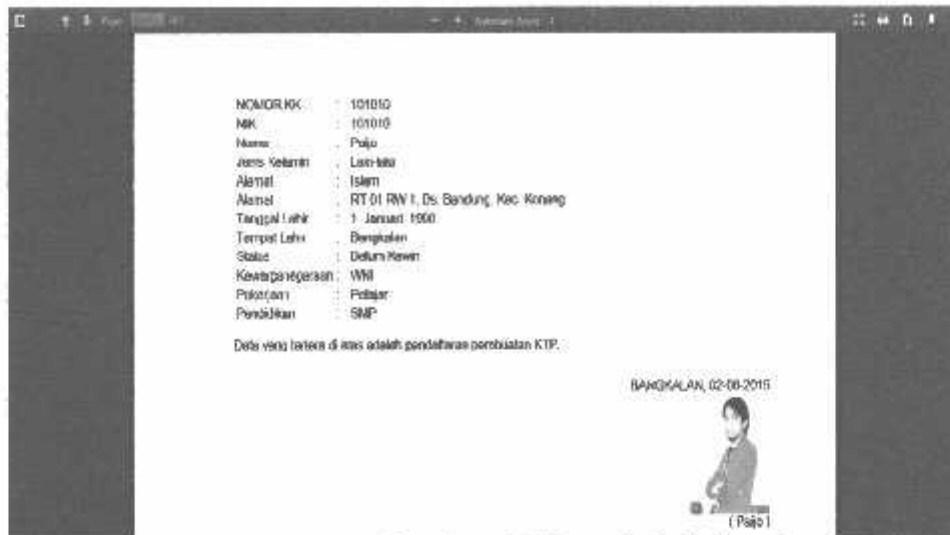 NOMOR KK : 101010
NIK : 101010
Nama : Paijo
Jenis Kelamin : Laki-laki
Alamat : Islam
Alamat : RT 01 RW 1, Ds. Bandung, Kec. Konang
Tanggal Lahir : 1 Januari 1990
Tempat Lahir : Bangkalan
Status : Belum Kawin
Kewarganegaraan : WNI
Pekerjaan : Pelajar
Pendidikan : SMP
Data yang tertera di atas adalah pendaftaran pembuatan KTP.
BANGKALAN, 02-06-2015
( Paijo )